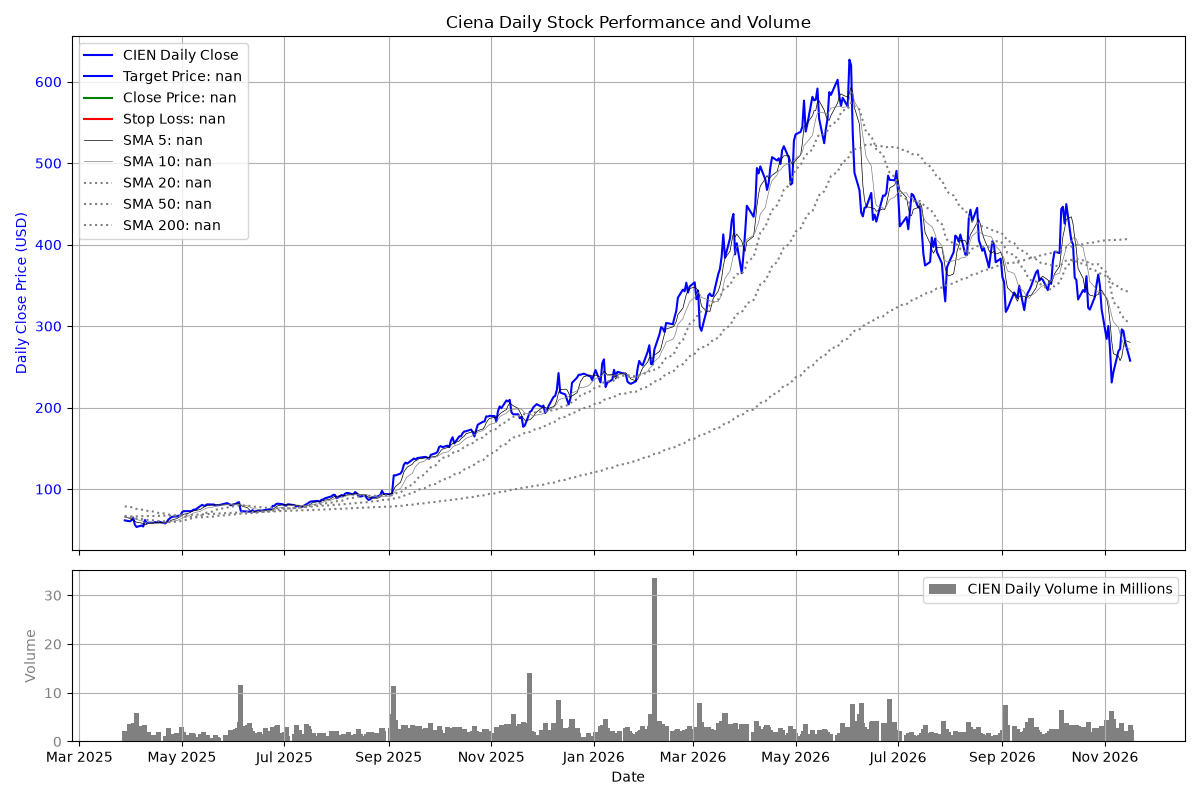 Ciena Daily Stock Performance and Volume
CIEN Daily Close
Target Price: nan
Close Price: nan
Stop Loss: nan
SMA 5: nan
SMA 10: nan
SMA 20: nan
SMA 50: nan
SMA 200: nan
Daily Close Price (USD)
600
500
400
300
200
100
CIEN Daily Volume in Millions
Volume
30
20
10
0
Mar 2025 May 2025 Jul 2025 Sep 2025 Nov 2025 Jan 2026 Mar 2026 May 2026 Jul 2026 Sep 2026 Nov 2026
Date